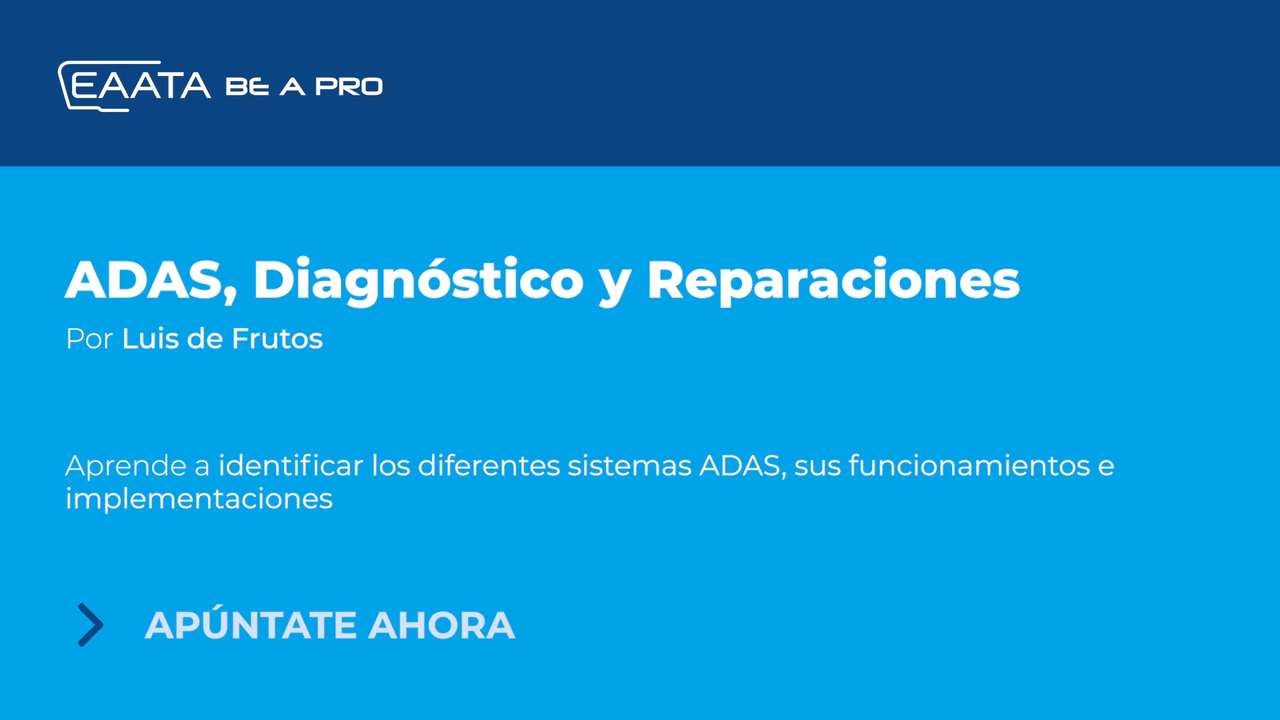 EAATA BE A PRO
ADAS, Diagnóstico y Reparaciones
Por Luis de Frutos
Aprende a identificar los diferentes sistemas ADAS, sus funcionamientos e
implementaciones
APÚNTATE AHORA